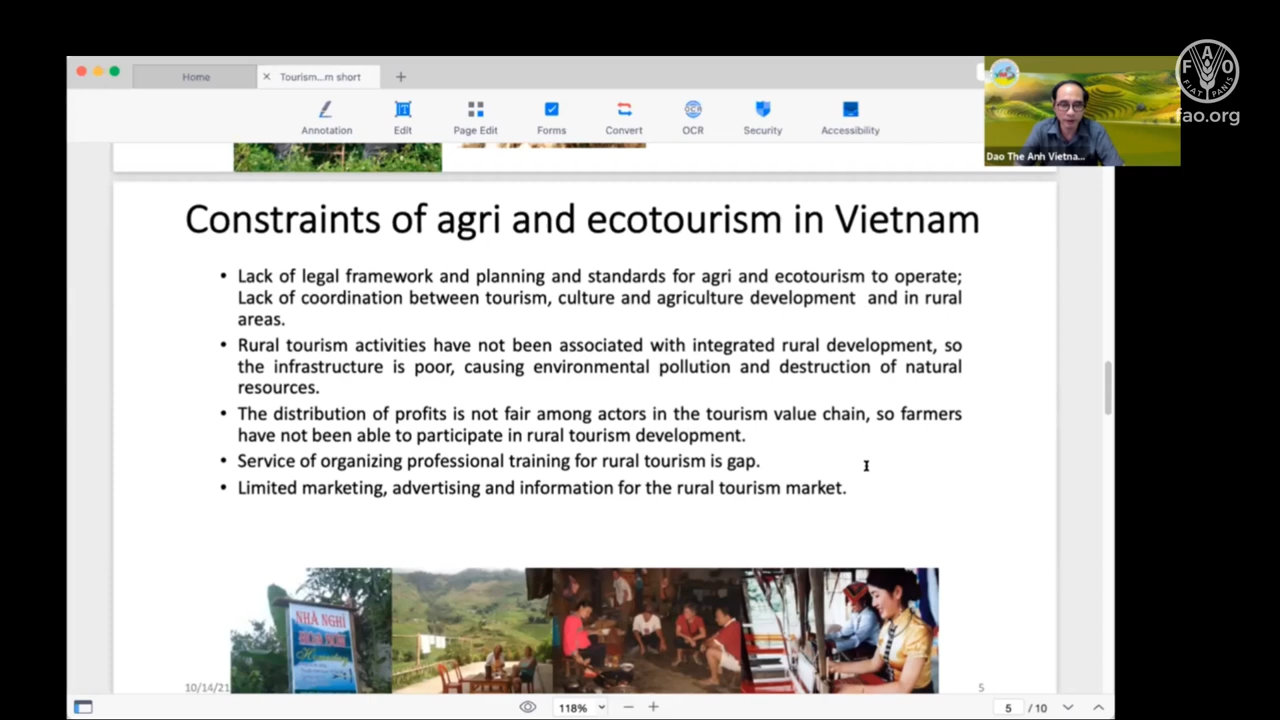 Home
Tourism...m short
Annotation
Edit
Page Edit
Forms
Convert
OCR
OCR
Security
Accessibility
Dao The Anh Vietna...
F A O
FIAT PANIS
fao.org
Constraints of agri and ecotourism in Vietnam
• Lack of legal framework and planning and standards for agri and ecotourism to operate;
Lack of coordination between tourism, culture and agriculture development and in rural
areas.
• Rural tourism activities have not been associated with integrated rural development, so
the infrastructure is poor, causing environmental pollution and destruction of natural
resources.
• The distribution of profits is not fair among actors in the tourism value chain, so farmers
have not been able to participate in rural tourism development.
• Service of organizing professional training for rural tourism is gap.
• Limited marketing, advertising and information for the rural tourism market.
NHÀ NGHỈ
Homestay
10/14/21
5
118%
5 / 10